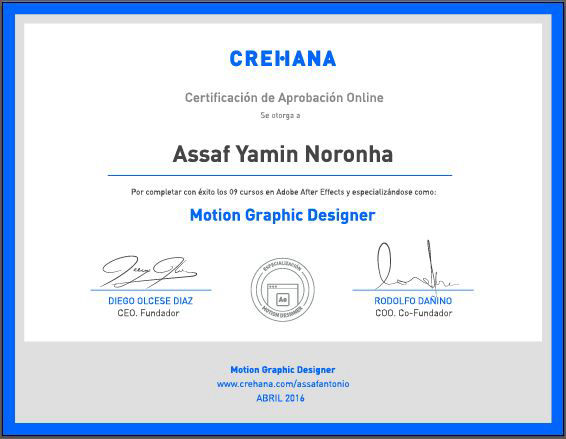 CREHANA
Certificación de Aprobación Online
Se otorga a
Assaf Yamin Noronha
Por completar con éxito los 09 cursos en Adobe After Effects y especializándose como:
Motion Graphic Designer
DIEGO OLCESE DIAZ
CEO. Fundador
ESPECIALIZACIÓN
Ae
MOTION DESIGNER
RODOLFO DAÑINO
COO. Co-Fundador
Motion Graphic Designer
www.crehana.com/assafantonio
ABRIL 2016